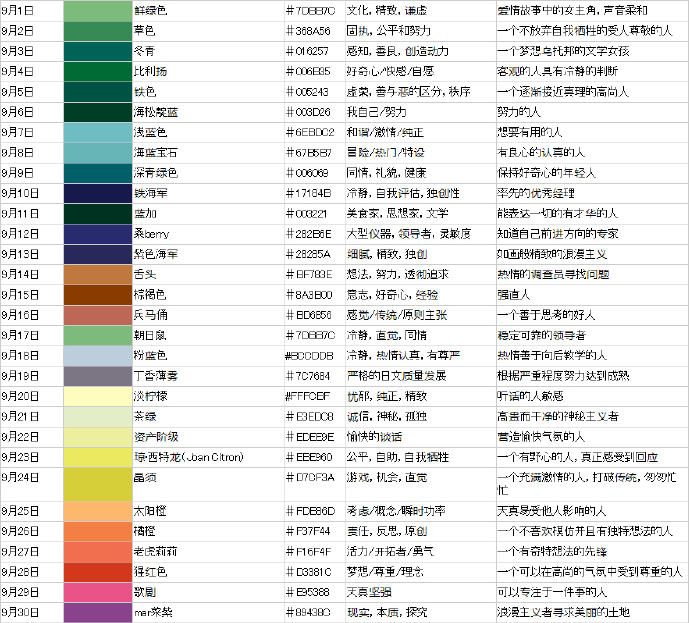 9月1日 鲜绿色 #7DBB7C 文化, 精致, 谦虚 爱情故事中的女主角, 声音柔和
9月2日 草色 #368A56 固执, 公平和努力 一个不放弃自我牺牲的受人尊敬的人
9月3日 冬青 #016257 感知, 善良, 创造动力 一个梦想乌托邦的文学女孩
9月4日 比利扬 #006E35 好奇心/快感/自愿 客观的人具有冷静的判断
9月5日 铁色 #005243 虚荣, 善与恶的区分, 秩序 一个逐渐接近真理的高尚人
9月6日 海松靛蓝 #003D26 我自己/努力 努力的人
9月7日 浅蓝色 #6EBDC2 和谐/激情/纯正 想要有用的人
9月8日 海蓝宝石 #67B5B7 冒险/热门/特设 有良心的认真的人
9月9日 深青绿色 #006069 同情, 礼貌, 健康 保持好奇心的年轻人
9月10日 铁海军 #17184B 冷静, 自我评估, 独创性 率先的优秀经理
9月11日 蓝加 #003221 美食家, 思想家, 文学 能表达一切的有才华的人
9月12日 桑berry #282B6E 大型仪器, 领导者, 灵敏度 知道自己前进方向的专家
9月13日 紫色海军 #28285A 细腻, 精致, 独创 如画般精致的浪漫主义
9月14日 舌头 #BF783E 想法, 努力, 透彻追求 热情的调查员寻找问题
9月15日 棕褐色 #8A3B00 意志, 好奇心, 经验 强直人
9月16日 兵马俑 #BD6856 感觉/传统/原则主张 一个善于思考的好人
9月17日 朝日鼠 #7DBB7C 冷静, 直觉, 同情 稳定可靠的领导者
9月18日 粉蓝色 #BCCDDB 冷静, 热情认真, 有尊严 热情善于向后教学的人
9月19日 丁香薄雾 #7C7684 严格的日文质量发展 根据严重程度努力达到成熟
9月20日 淡柠檬 #FFFCBF 忧郁, 纯正, 精致 听话的人敏感
9月21日 茶绿 #E3EDC8 诚信, 神秘, 孤独 高贵而干净的神秘主义者
9月22日 资产阶级 #EDEE9E 愉快的谈话 营造愉快气氛的人
9月23日 琼·西特龙(Joan Citron) #EBE960 公平, 自助, 自我牺牲 一个有野心的人, 真正感受到回应
9月24日 晶须 #D7CF3A 游戏, 机会, 直觉 一个充满激情的人, 打破传统, 匆匆忙忙
9月25日 太阳橙 #FDB86D 考虑/概念/瞬时功率 天真易受他人影响的人
9月26日 橘橙 #F37F44 责任, 反思, 原创 一个不喜欢模仿并且有独特想法的人
9月27日 老虎莉莉 #F16F4F 活力/开拓者/勇气 一个有奇特想法的先锋
9月28日 猩红色 #D3381C 梦想/尊重/理念 一个可以在高尚的气氛中受到尊重的人
9月29日 歌剧 #E95388 天真坚强 可以专注于一件事的人
9月30日 mar浆紫 #89438C 现实, 本质, 探究 浪漫主义者寻求美丽的土地